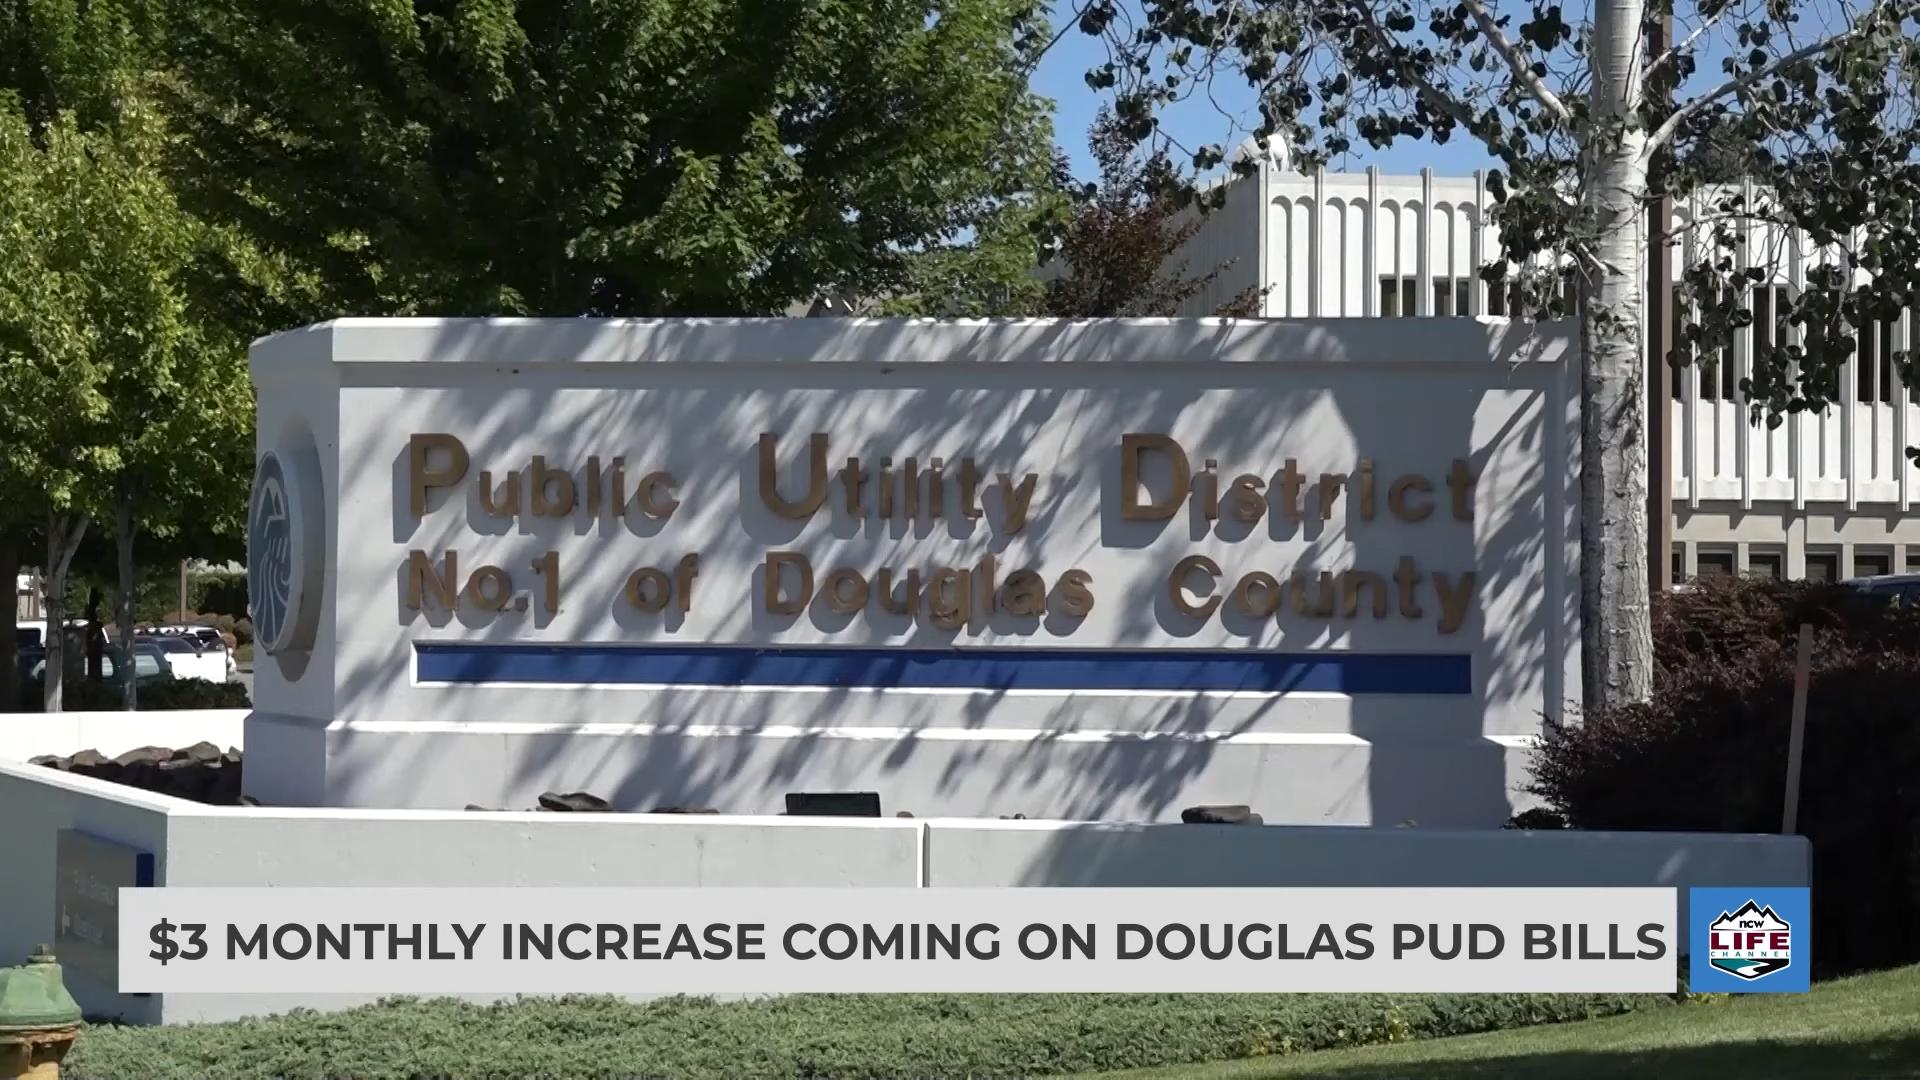 Public Utility District
No.1 of Douglas County
$3 MONTHLY INCREASE COMING ON DOUGLAS PUD BILLS
ncw
LIFE
CHANNEL